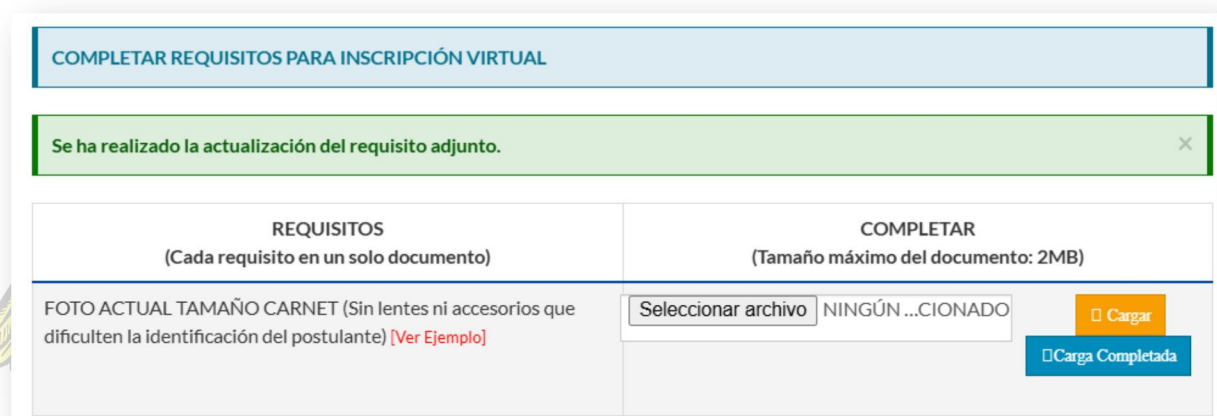 COMPLETAR REQUISITOS PARA INSCRIPCIÓN VIRTUAL
Se ha realizado la actualización del requisito adjunto.
×
REQUISITOS
(Cada requisito en un solo documento)
COMPLETAR
(Tamaño máximo del documento: 2MB)
FOTO ACTUAL TAMAÑO CARNET (Sin lentes ni accesorios que
dificulten la identificación del postulante) [Ver Ejemplo]
Seleccionar archivo NINGÚN ...CIONADO
Cargar
Carga Completada